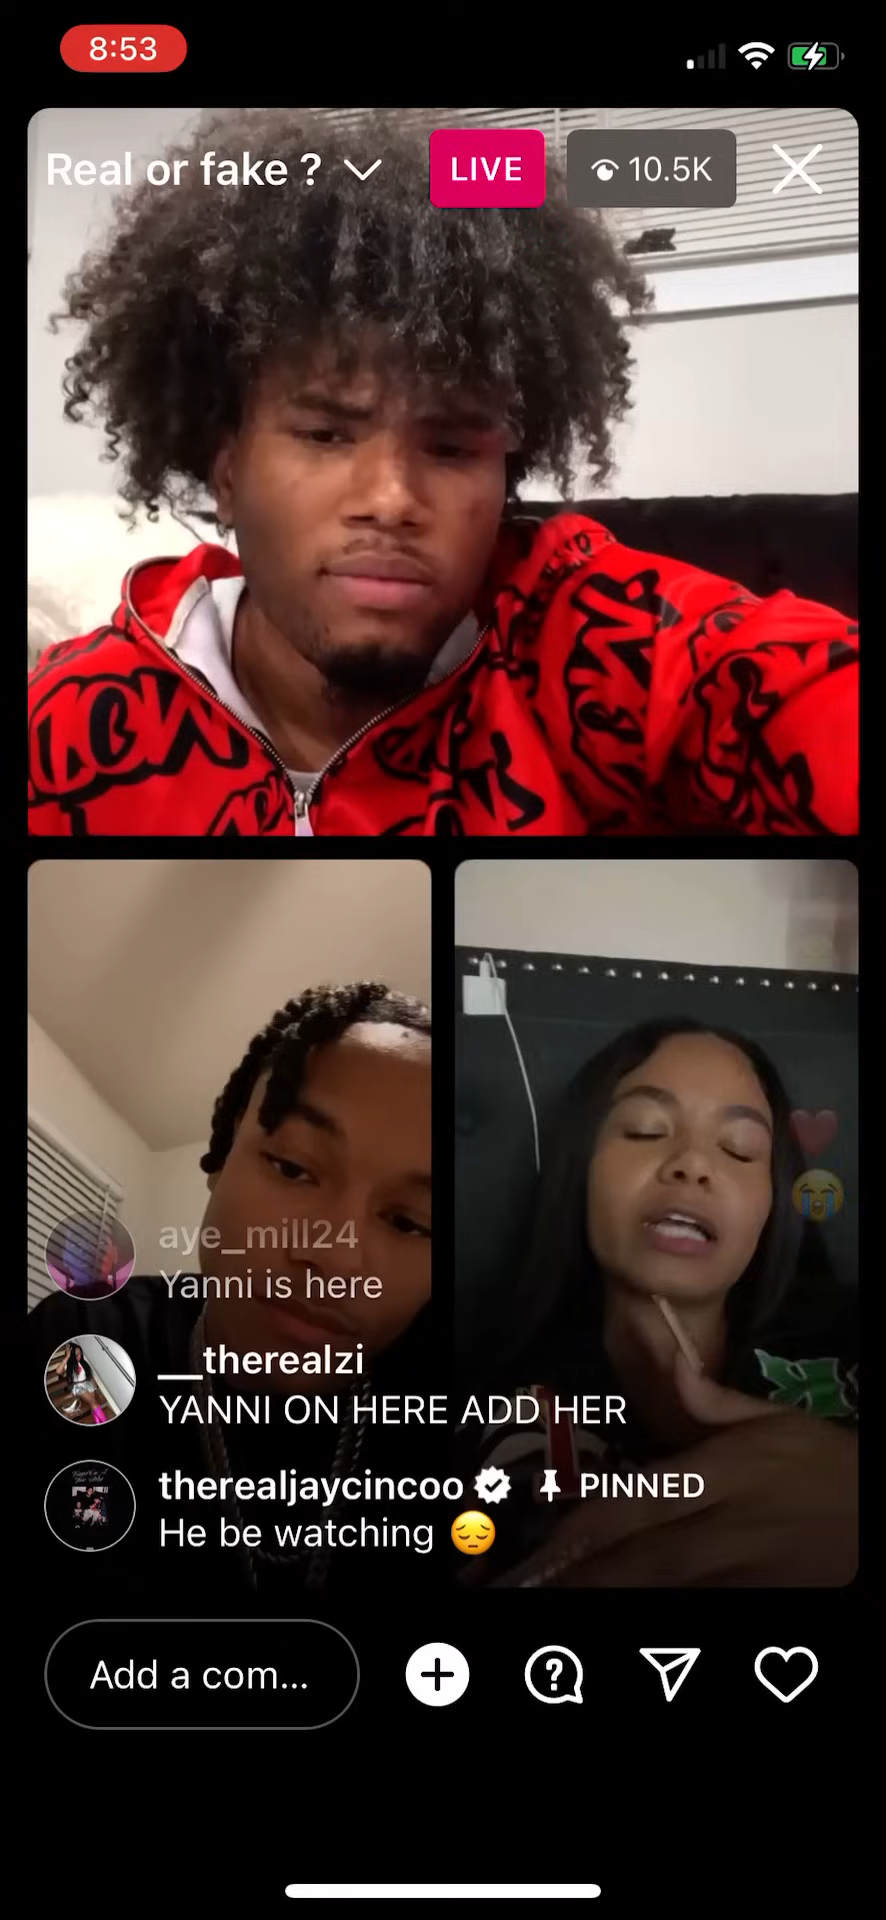 8:53
Real or fake ?
LIVE
10.5K
aye_mill24
Yanni is here
__therealzi
YANNI ON HERE ADD HER
therealjaycincoo PINNED
He be watching 😔
Add a com...